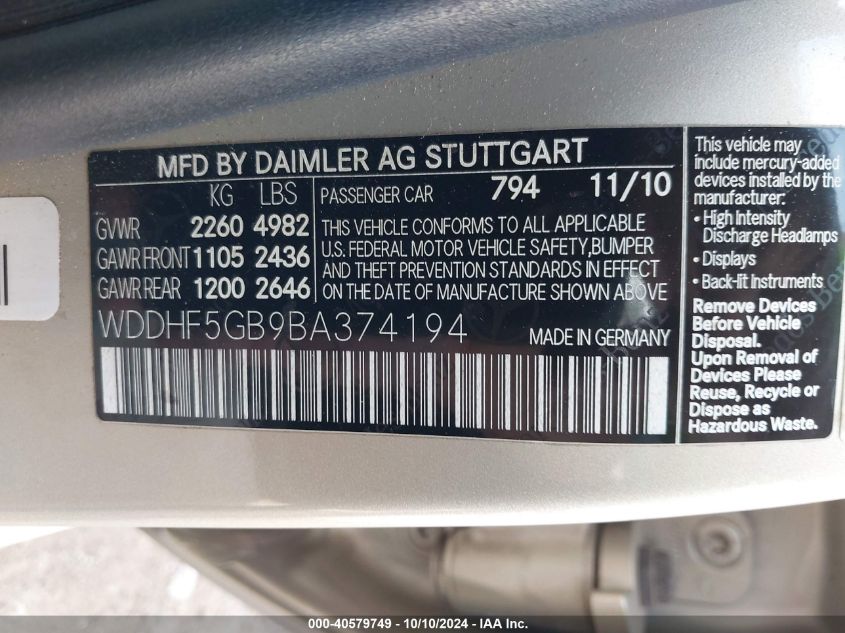 MFD BY DAIMLER AG STUTTGART
KG LBS
GVWR 2260 4982
GAWR FRONT 1105 2436
GAWR REAR 1200 2646
PASSENGER CAR 794 11/10
THIS VEHICLE CONFORMS TO ALL APPLICABLE
U.S. FEDERAL MOTOR VEHICLE SAFETY,BUMPER
AND THEFT PREVENTION STANDARDS IN EFFECT
ON THE DATE OF MANUFACTURE SHOWN ABOVE.
WDDHF5GB9BA374194
MADE IN GERMANY
This vehicle may
include mercury-added
devices installed by the
manufacturer:
• High Intensity
Discharge Headlamps
• Displays
• Back-lit Instruments
Remove Devices
Before Vehicle
Disposal.
Upon Removal of
Devices Please
Reuse, Recycle or
Dispose as
Hazardous Waste.
000-40579749 - 10/10/2024 - IAA Inc.